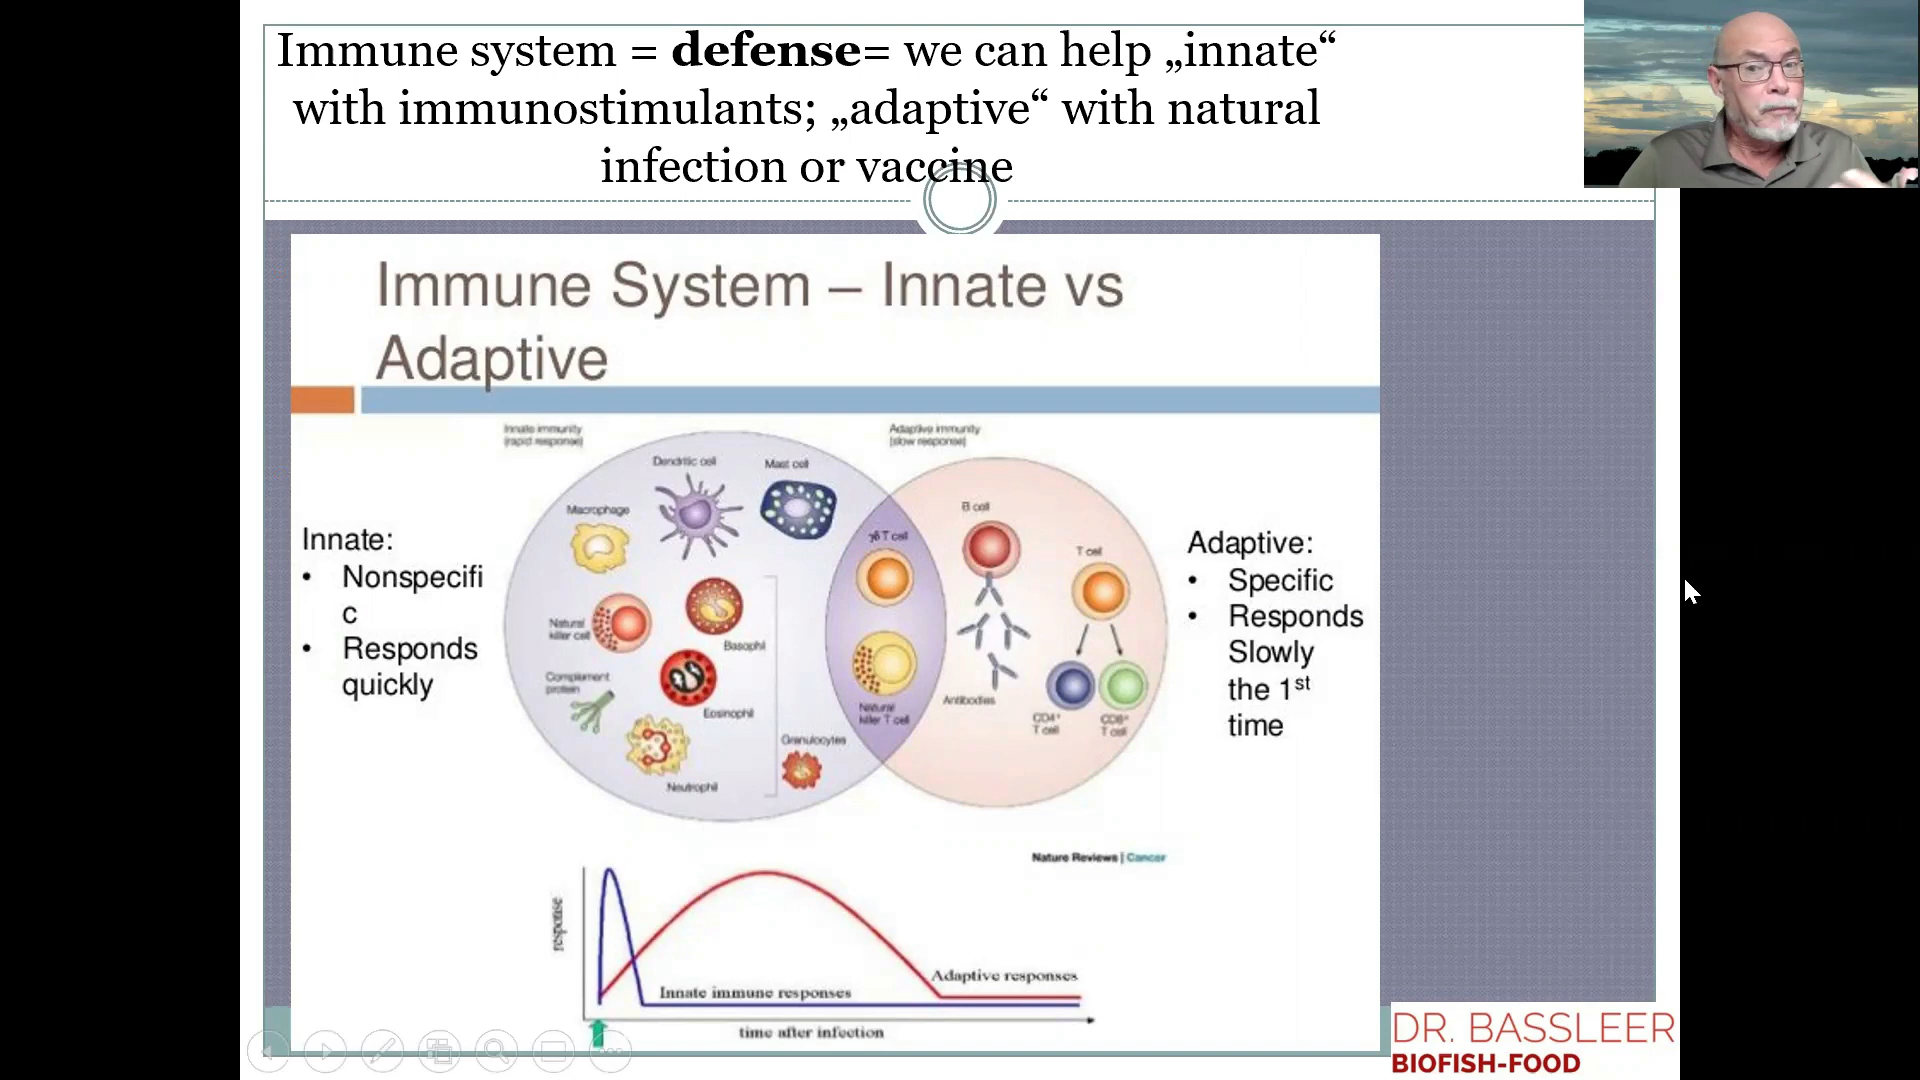 Immune system = defense= we can help „innate“
with immunostimulants; „adaptive“ with natural
infection or vaccine
Immune System – Innate vs
Adaptive
Innate immunity
(rapid response)
Adaptive immunity
(slow response)
Dendritic cell
Mast cell
Macrophage
B cell
γδ T cell
T cell
Innate:
• Nonspecifi
c
• Responds
quickly
Adaptive:
• Specific
• Responds
Slowly
the 1st
time
Natural
killer cell
Basophil
Complement
protein
Eosinophil
Natural
killer T cell
Antibodies
CD4+
T cell
CD8+
T cell
Granulocytes
Neutrophil
Nature Reviews | Cancer
response
Adaptive responses
Innate immune responses
time after infection
DR. BASSLEER
BIOFISH-FOOD